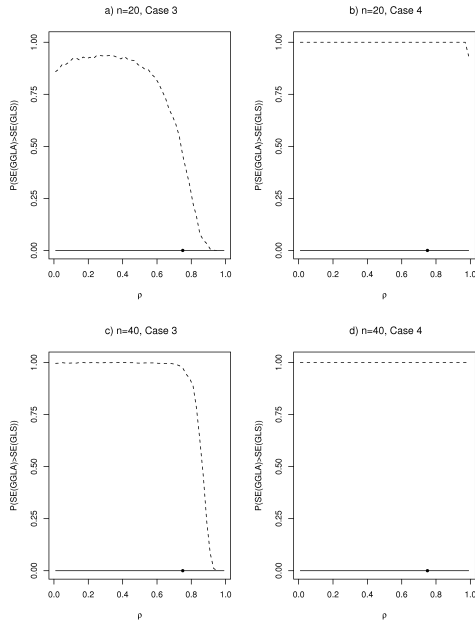 a) n=20, Case 3
P(SE(GGLA)>SE(GLS))
1.00
0.75
0.50
0.25
0.00
0.0 0.2 0.4 0.6 0.8 1.0
ρ
b) n=20, Case 4
P(SE(GGLA)>SE(GLS))
1.00
0.75
0.50
0.25
0.00
0.0 0.2 0.4 0.6 0.8 1.0
ρ
c) n=40, Case 3
P(SE(GGLA)>SE(GLS))
1.00
0.75
0.50
0.25
0.00
0.0 0.2 0.4 0.6 0.8 1.0
ρ
d) n=40, Case 4
P(SE(GGLA)>SE(GLS))
1.00
0.75
0.50
0.25
0.00
0.0 0.2 0.4 0.6 0.8 1.0
ρ